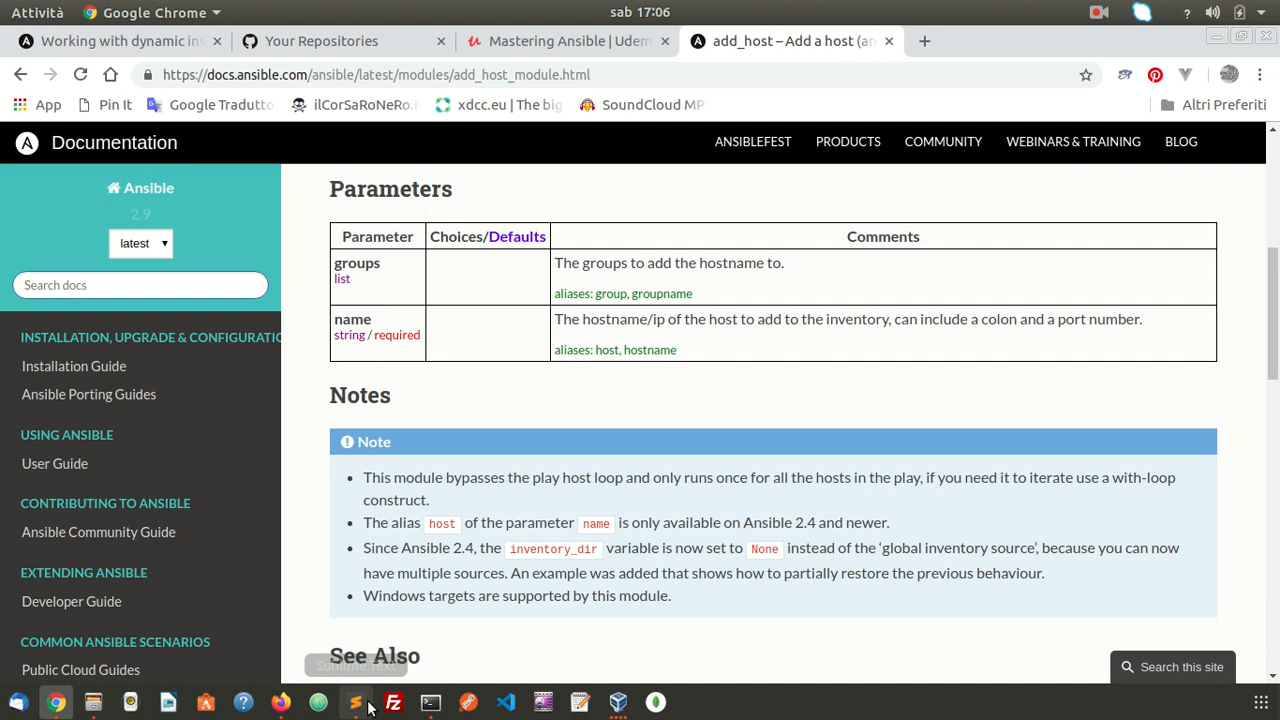 Attività
Google Chrome
sab 17:06
Working with dynamic inv
Your Repositories
Mastering Ansible | Udem
add_host – Add a host (an
https://docs.ansible.com/ansible/latest/modules/add_host_module.html
App
Pin It
Google Tradutto
ilCorSaRoNeRo.i
xdcc.eu | The big
SoundCloud MP
Altri Preferiti
Documentation
ANSIBLEFEST
PRODUCTS
COMMUNITY
WEBINARS & TRAINING
BLOG
Ansible
2.9
latest
Search docs
INSTALLATION, UPGRADE & CONFIGURATIO
Installation Guide
Ansible Porting Guides
USING ANSIBLE
User Guide
CONTRIBUTING TO ANSIBLE
Ansible Community Guide
EXTENDING ANSIBLE
Developer Guide
COMMON ANSIBLE SCENARIOS
Public Cloud Guides
Parameters
Parameter Choices/Defaults Comments
groups
list
The groups to add the hostname to.
aliases: group, groupname
name
string / required
The hostname/ip of the host to add to the inventory, can include a colon and a port number.
aliases: host, hostname
Notes
Note
This module bypasses the play host loop and only runs once for all the hosts in the play, if you need it to iterate use a with-loop
construct.
The alias host of the parameter name is only available on Ansible 2.4 and newer.
Since Ansible 2.4, the inventory_dir variable is now set to None instead of the ‘global inventory source’, because you can now
have multiple sources. An example was added that shows how to partially restore the previous behaviour.
Windows targets are supported by this module.
See Also
Sublime Text
Search this site